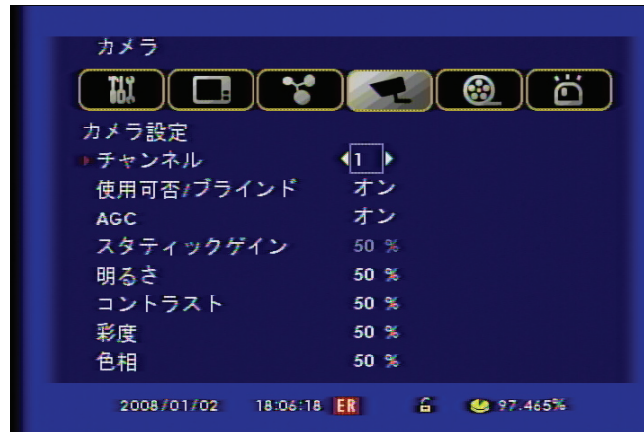 カメラ
カメラ設定
チャンネル 1
使用可否/ブラインド オン
AGC オン
スタティックゲイン 50 %
明るさ 50 %
コントラスト 50 %
彩度 50 %
色相 50 %
2008/01/02 18:06:18 ER 97.465%